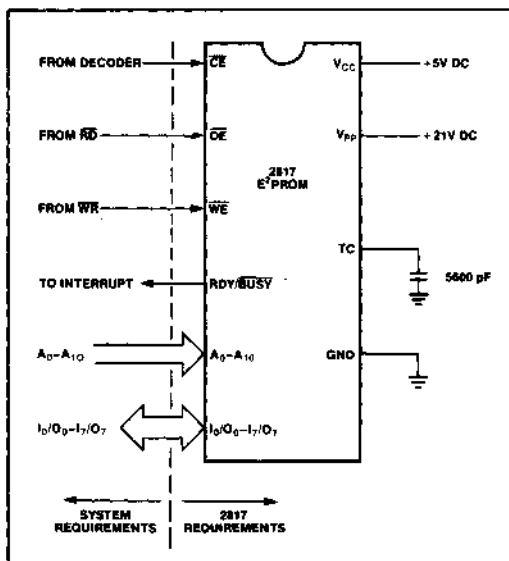 FROM DECODER
CE
VCC
+5V DC
FROM RD
OE
VPP
+21V DC
2817
E²PROM
FROM WR
WE
TC
5600 pF
TO INTERRUPT
RDY/BUSY
A0–A10
A0–A10
GND
I0/O0–I7/O7
I0/O0–I7/O7
SYSTEM
REQUIREMENTS
2817
REQUIREMENTS